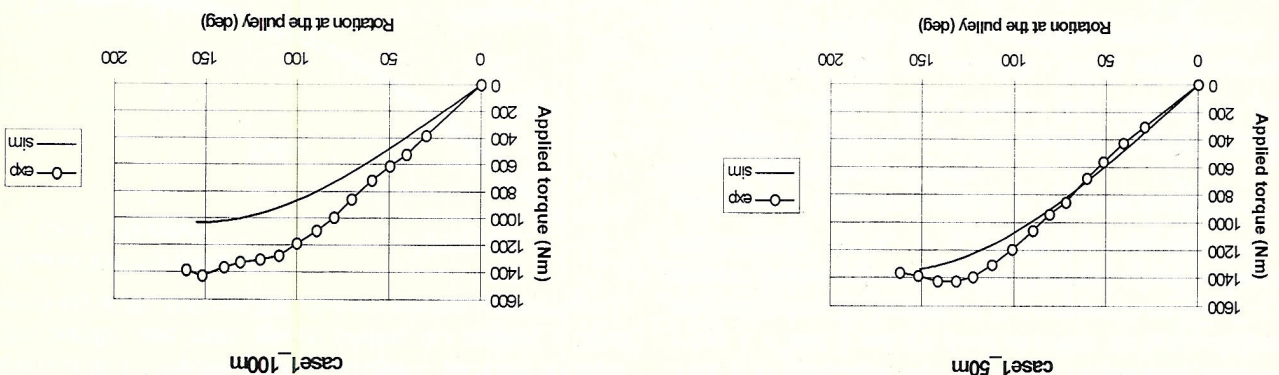 case1_50m
Applied torque (Nm)
1600
1400
1200
1000
800
600
400
200
0
0 50 100 150 200
Rotation at the pulley (deg)
exp
sim
case1_100m
Applied torque (Nm)
1600
1400
1200
1000
800
600
400
200
0
0 50 100 150 200
Rotation at the pulley (deg)
exp
sim